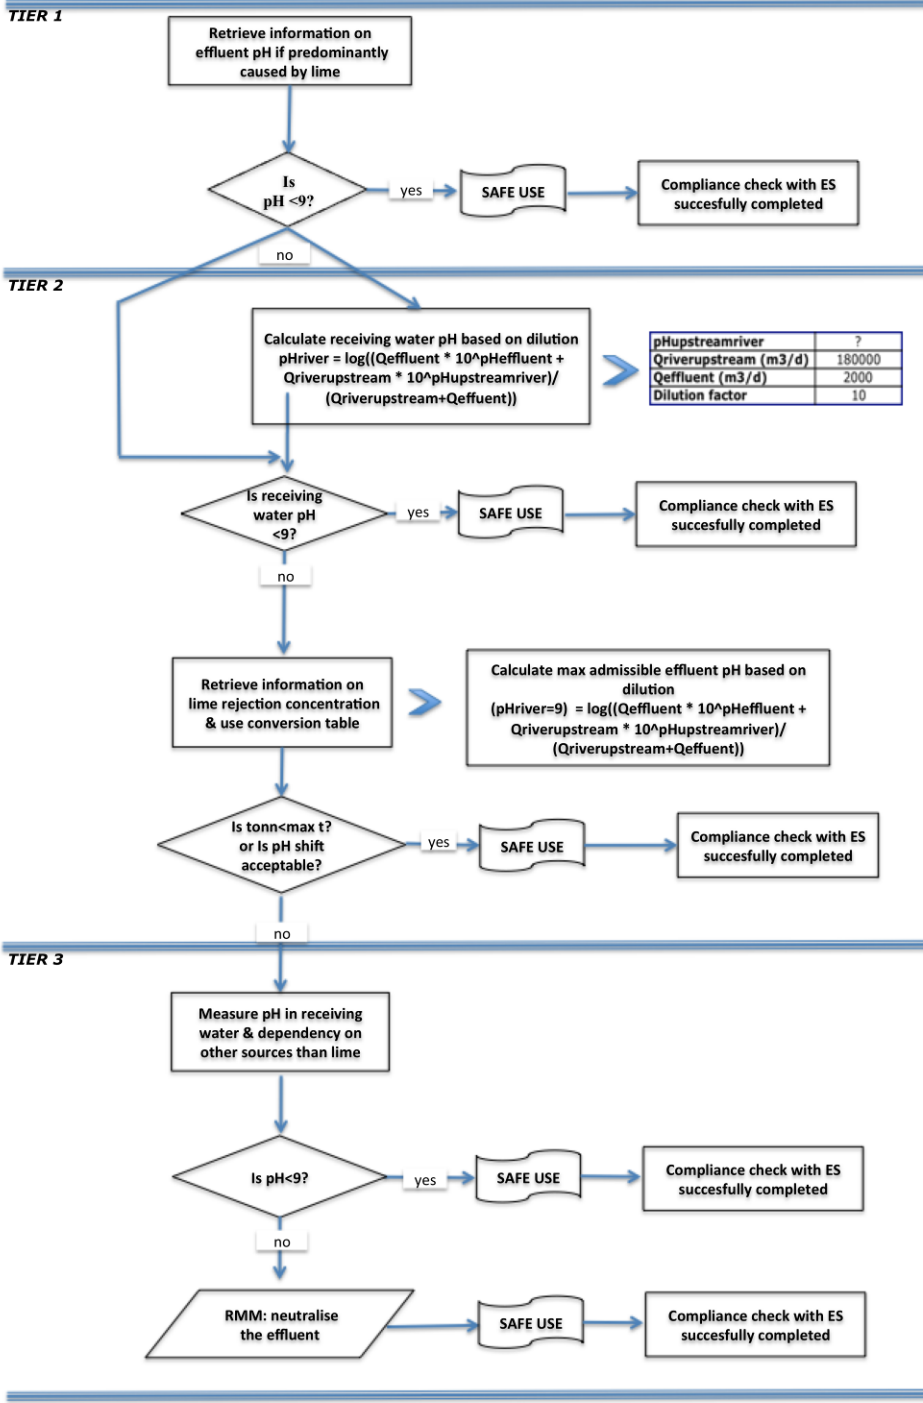 TIER 1
Retrieve information on
effluent pH if predominantly
caused by lime
Is
pH <9?
yes
SAFE USE
Compliance check with ES
succesfully completed
no
TIER 2
Calculate receiving water pH based on dilution
pHriver = log((Qeffluent * 10^pHeffluent +
Qriverupstream * 10^pHupstreamriver)/
(Qriverupstream+Qeffuent))
pHupstreamriver ?
Qriverupstream (m3/d) 180000
Qeffluent (m3/d) 2000
Dilution factor 10
Is receiving
water pH
<9?
yes
SAFE USE
Compliance check with ES
succesfully completed
no
Retrieve information on
lime rejection concentration
& use conversion table
Calculate max admissible effluent pH based on
dilution
(pHriver=9) = log((Qeffluent * 10^pHeffluent +
Qriverupstream * 10^pHupstreamriver)/
(Qriverupstream+Qeffuent))
Is tonn<max t?
or Is pH shift
acceptable?
yes
SAFE USE
Compliance check with ES
succesfully completed
no
TIER 3
Measure pH in receiving
water & dependency on
other sources than lime
Is pH<9?
yes
SAFE USE
Compliance check with ES
succesfully completed
no
RMM: neutralise
the effluent
SAFE USE
Compliance check with ES
succesfully completed